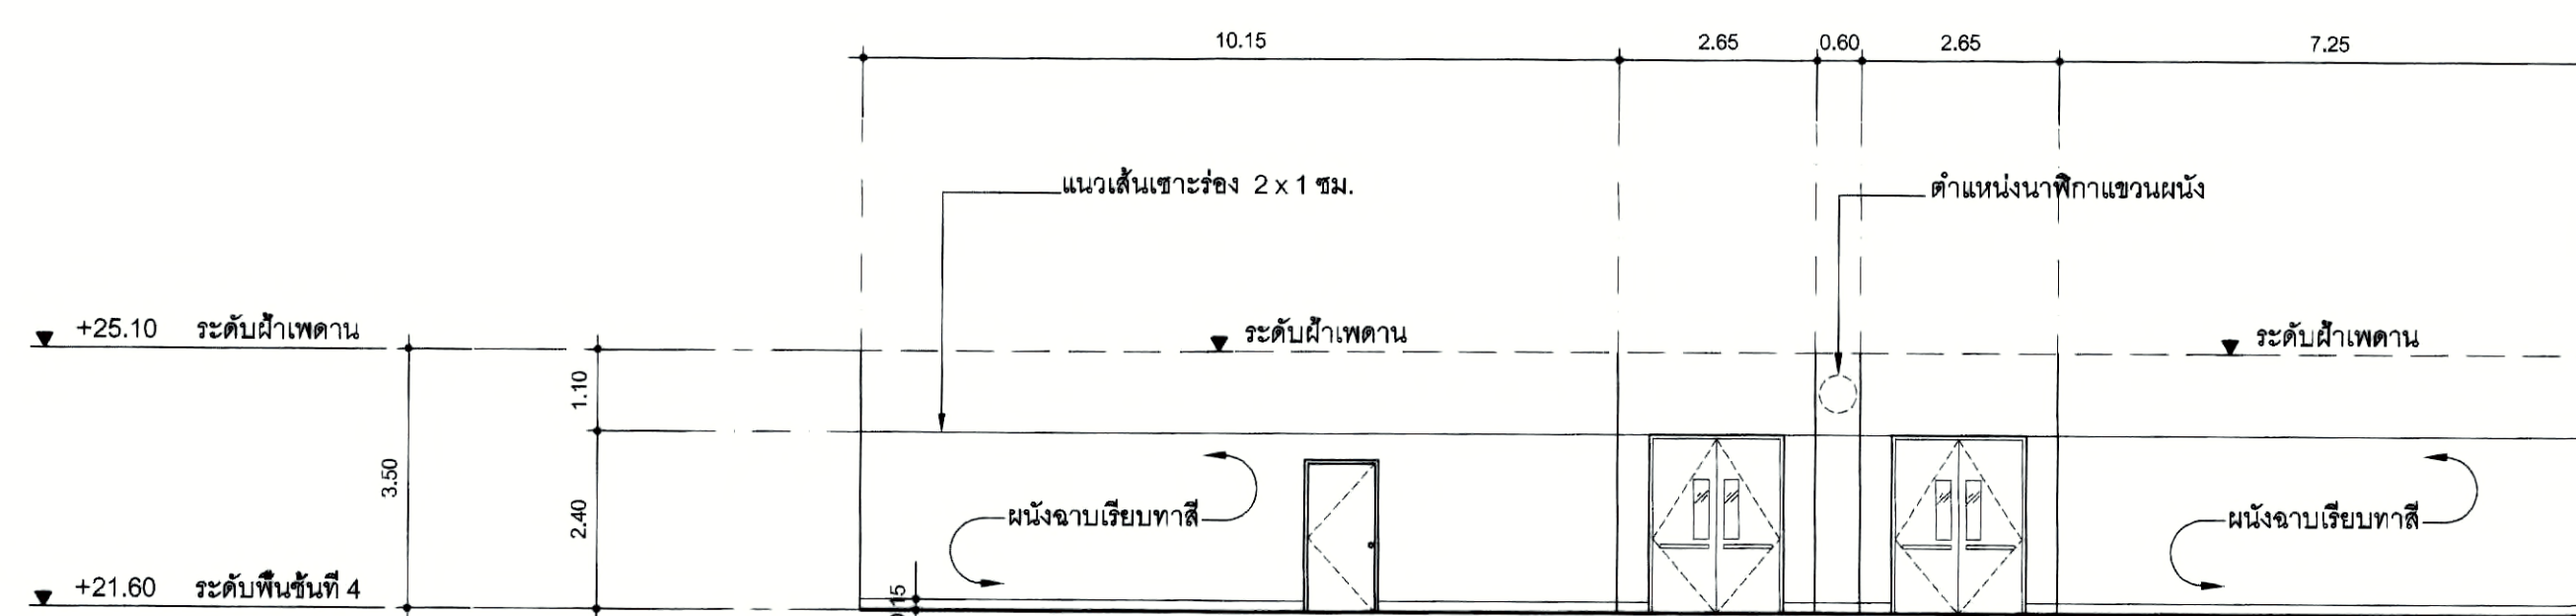 10.15 2.65 0.60 2.65 7.25
แนวเส้นเซาะร่อง 2 x 1 ซม.
ตำแหน่งนาฬิกาแขวนผนัง
+25.10 ระดับฝ้าเพดาน
ระดับฝ้าเพดาน
ระดับฝ้าเพดาน
1.10
3.50
2.40
ผนังฉาบเรียบทาสี
ผนังฉาบเรียบทาสี
+21.60 ระดับพื้นชั้นที่ 4